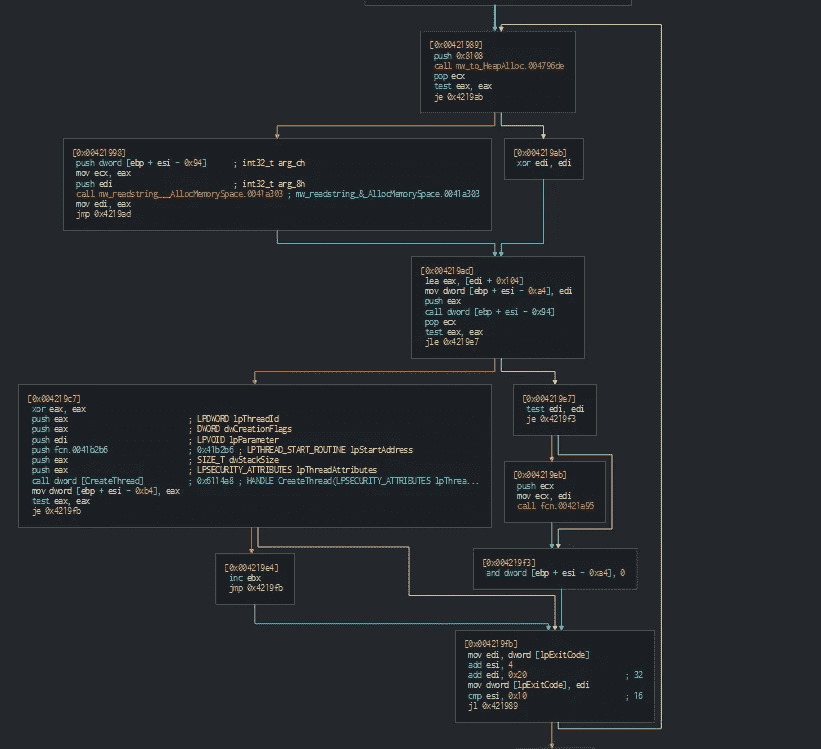 [0x00421989]
push 0x8108
call mw_to_HeapAlloc.004796de
pop ecx
test eax, eax
je 0x4219ab
[0x00421998]
push dword [ebp + esi - 0x94] ; int32_t arg_ch
mov ecx, eax
push edi ; int32_t arg_8h
call mw_readstring___AllocMemorySpace.0041a303 ; mw_readstring_&_AllocMemorySpace.0041a303
mov edi, eax
jmp 0x4219ad
[0x004219ab]
xor edi, edi
[0x004219ad]
lea eax, [edi + 0x104]
mov dword [ebp + esi - 0xa4], edi
push eax
call dword [ebp + esi - 0x94]
pop ecx
test eax, eax
jle 0x4219e7
[0x004219c7]
xor eax, eax
push eax ; LPDWORD lpThreadId
push eax ; DWORD dwCreationFlags
push edi ; LPVOID lpParameter
push fcn.0041b2b6 ; 0x41b2b6 ; LPTHREAD_START_ROUTINE lpStartAddress
push eax ; SIZE_T dwStackSize
push eax ; LPSECURITY_ATTRIBUTES lpThreadAttributes
call dword [CreateThread] ; 0x6114a8 ; HANDLE CreateThread(LPSECURITY_ATTRIBUTES lpThrea...
mov dword [ebp + esi - 0xb4], eax
test eax, eax
je 0x4219fb
[0x004219e7]
test edi, edi
je 0x4219f3
[0x004219eb]
push ecx
mov ecx, edi
call fcn.00421a95
[0x004219e4]
inc ebx
jmp 0x4219fb
[0x004219f3]
and dword [ebp + esi - 0xa4], 0
[0x004219fb]
mov edi, dword [lpExitCode]
add esi, 4
add edi, 0x20 ; 32
mov dword [lpExitCode], edi
cmp esi, 0x10 ; 16
jl 0x421989